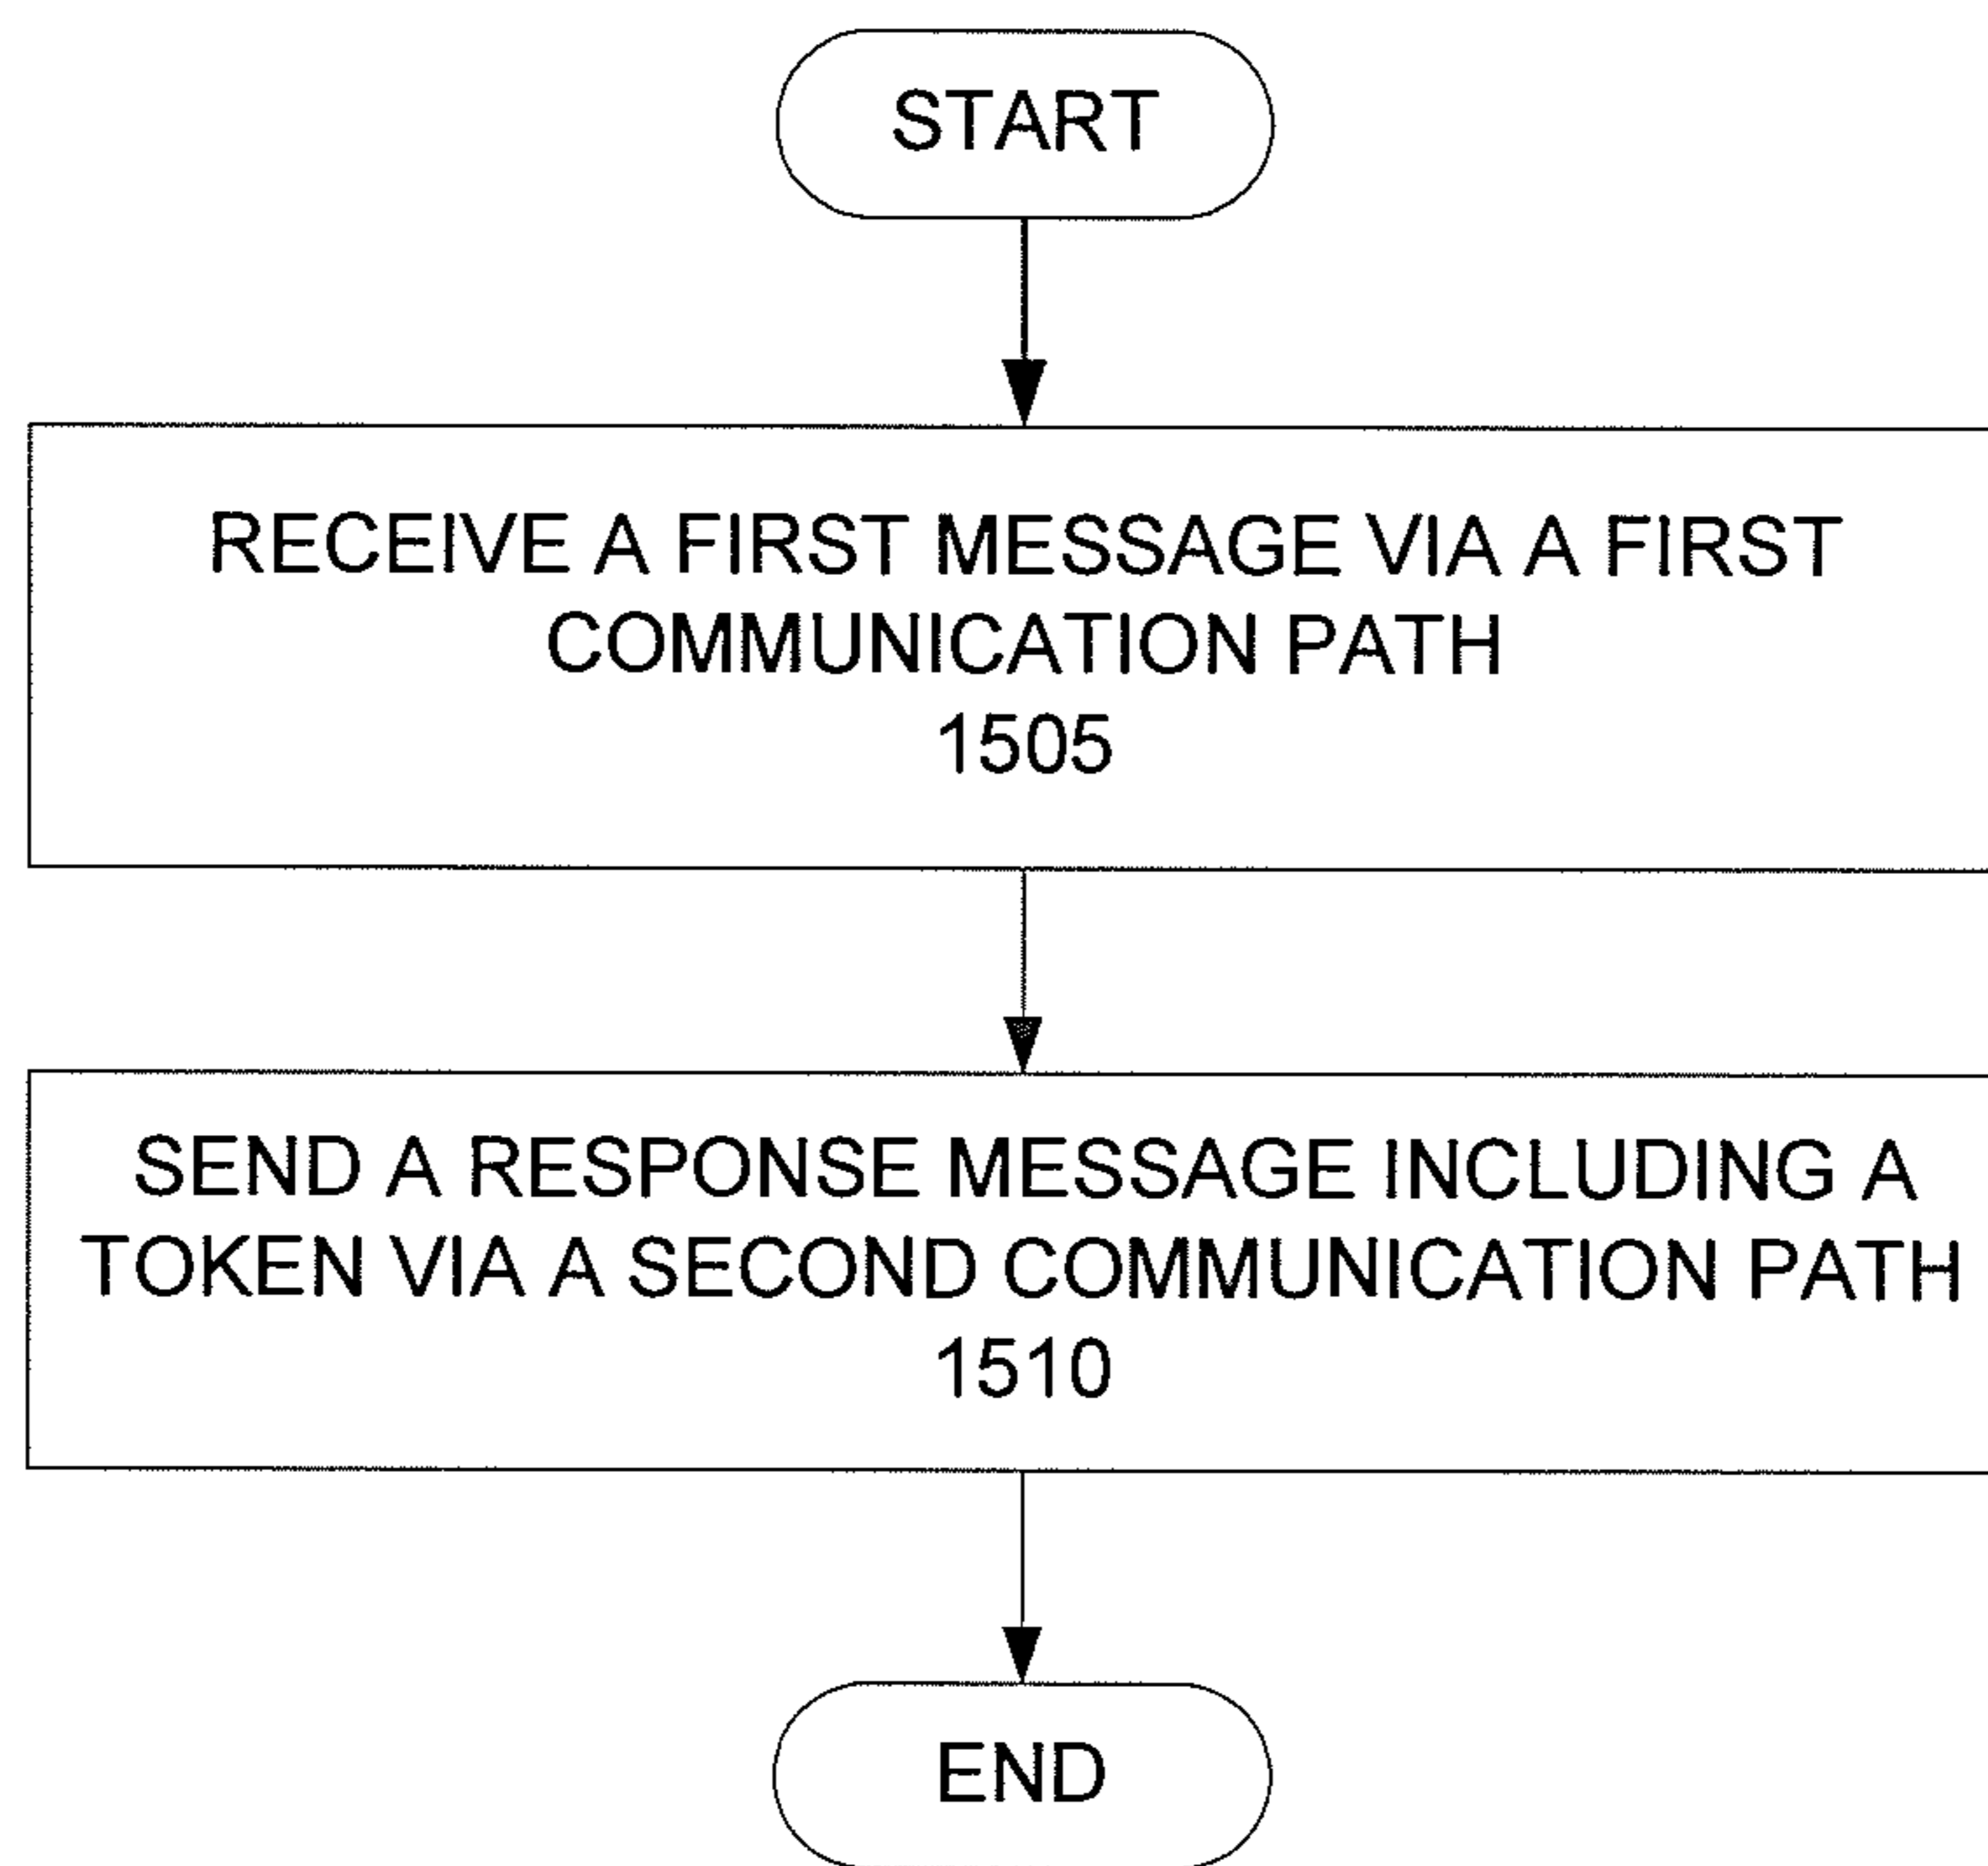 START
RECEIVE A FIRST MESSAGE VIA A FIRST
COMMUNICATION PATH
1505
SEND A RESPONSE MESSAGE INCLUDING A
TOKEN VIA A SECOND COMMUNICATION PATH
1510
END